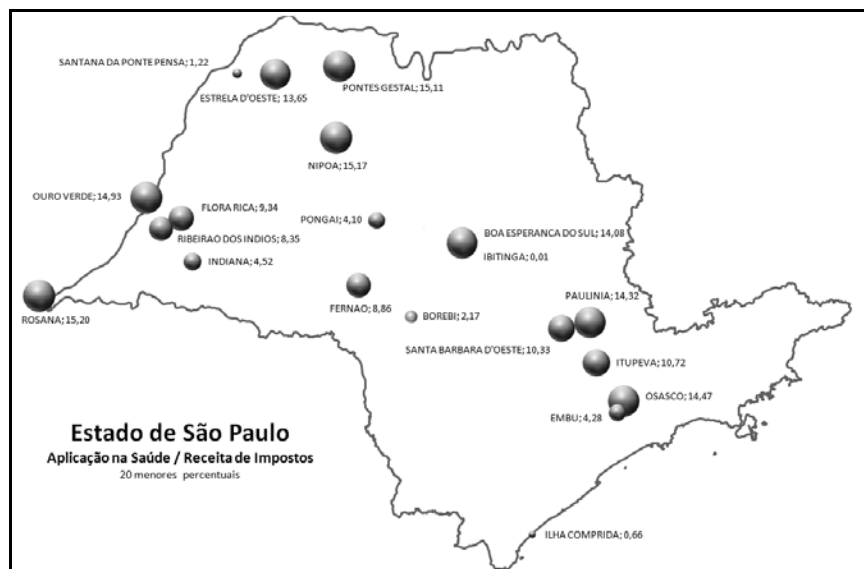 SANTANA DA PONTE PENSA; 1,22
PONTES GESTAL; 15,11
ESTRELA D'OESTE; 13,65
NIPOA; 15,17
OURO VERDE; 14,93
FLORA RICA; 9,34
PONGAI; 4,10
RIBEIRAO DOS INDIOS; 8,35
BOA ESPERANCA DO SUL; 14,08
IBITINGA; 0,01
INDIANA; 4,52
PAULINIA; 14,32
FERNAO; 8,86
BOREBI; 2,17
ROSANA; 15,20
SANTA BARBARA D'OESTE; 10,33
ITUPEVA; 10,72
OSASCO; 14,47
EMBU; 4,28
Estado de São Paulo
Aplicação na Saúde / Receita de Impostos
20 menores percentuais
ILHA COMPRIDA; 0,66